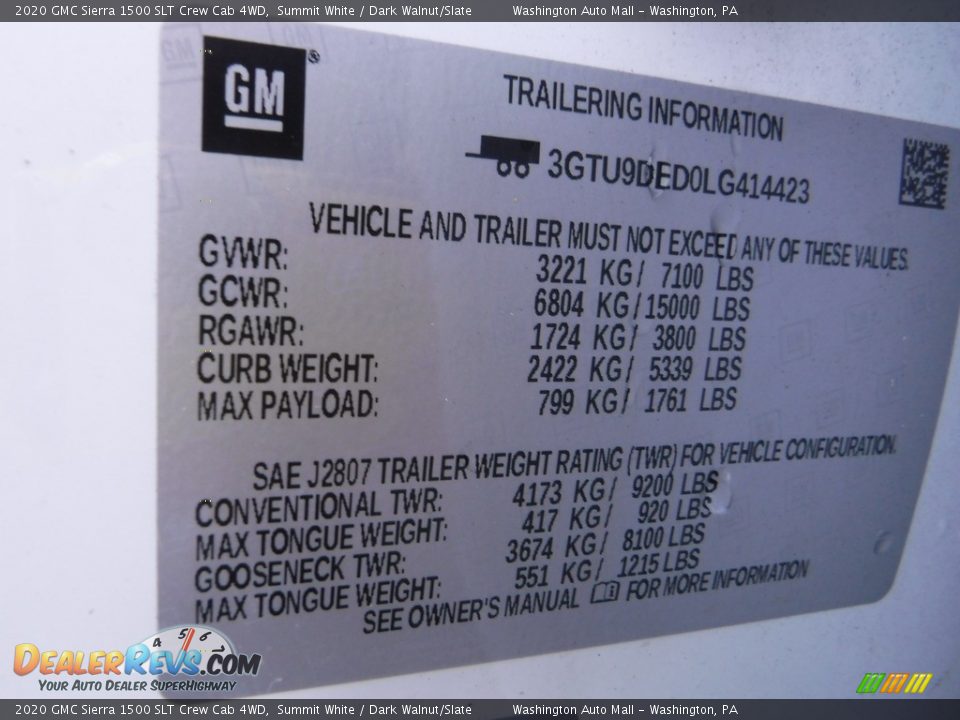 2020 GMC Sierra 1500 SLT Crew Cab 4WD, Summit White / Dark Walnut/Slate Washington Auto Mall - Washington, PA
GM®
TRAILERING INFORMATION
3GTU9DED0LG414423
VEHICLE AND TRAILER MUST NOT EXCEED ANY OF THESE VALUES.
GVWR: 3221 KG/ 7100 LBS
GCWR: 6804 KG/15000 LBS
RGAWR: 1724 KG/ 3800 LBS
CURB WEIGHT: 2422 KG/ 5339 LBS
MAX PAYLOAD: 799 KG/ 1761 LBS
SAE J2807 TRAILER WEIGHT RATING (TWR) FOR VEHICLE CONFIGURATION.
CONVENTIONAL TWR: 4173 KG/ 9200 LBS
MAX TONGUE WEIGHT: 417 KG/ 920 LBS
GOOSENECK TWR: 3674 KG/ 8100 LBS
MAX TONGUE WEIGHT: 551 KG/ 1215 LBS
SEE OWNER'S MANUAL FOR MORE INFORMATION
4 5 6
DEALERREVS.COM
YOUR AUTO DEALER SUPERHIGHWAY
2020 GMC Sierra 1500 SLT Crew Cab 4WD, Summit White / Dark Walnut/Slate Washington Auto Mall - Washington, PA